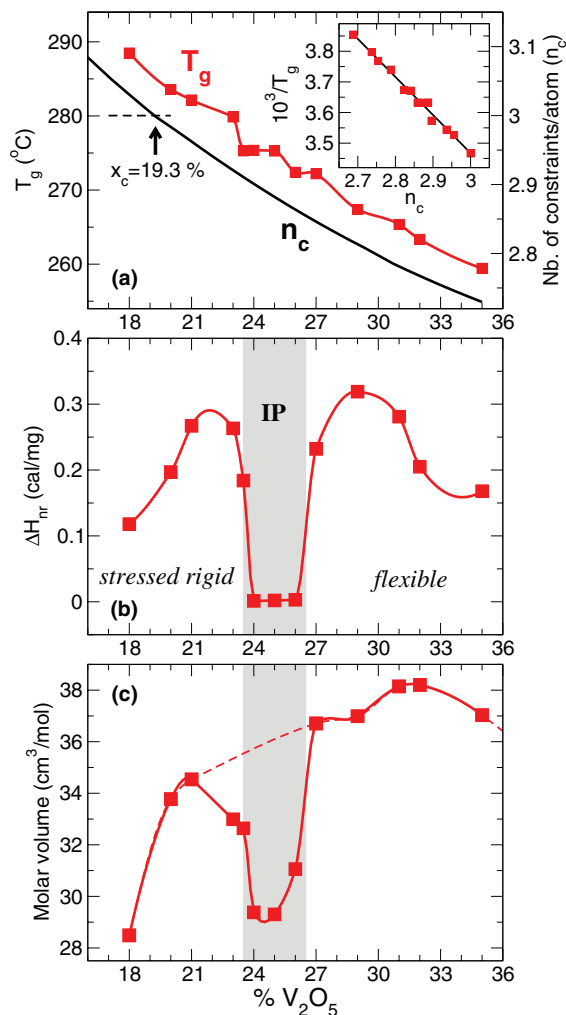 290
280
270
260
T_g (°C)
T_g
x_c=19.3 %
n_c
(a)
3.8
3.7
3.6
3.5
10^3/T_g
2.7 2.8 2.9 3
n_c
3.1
3
2.9
2.8
Nb. of constraints/atom (n_c)
18 21 24 27 30 33 36
0.4
0.3
0.2
0.1
0
ΔH_nr (cal/mg)
IP
stressed rigid
flexible
(b)
18 21 24 27 30 33 36
(c)
38
36
34
32
30
28
Molar volume (cm^3/mol)
18 21 24 27 30 33 36
% V_2O_5